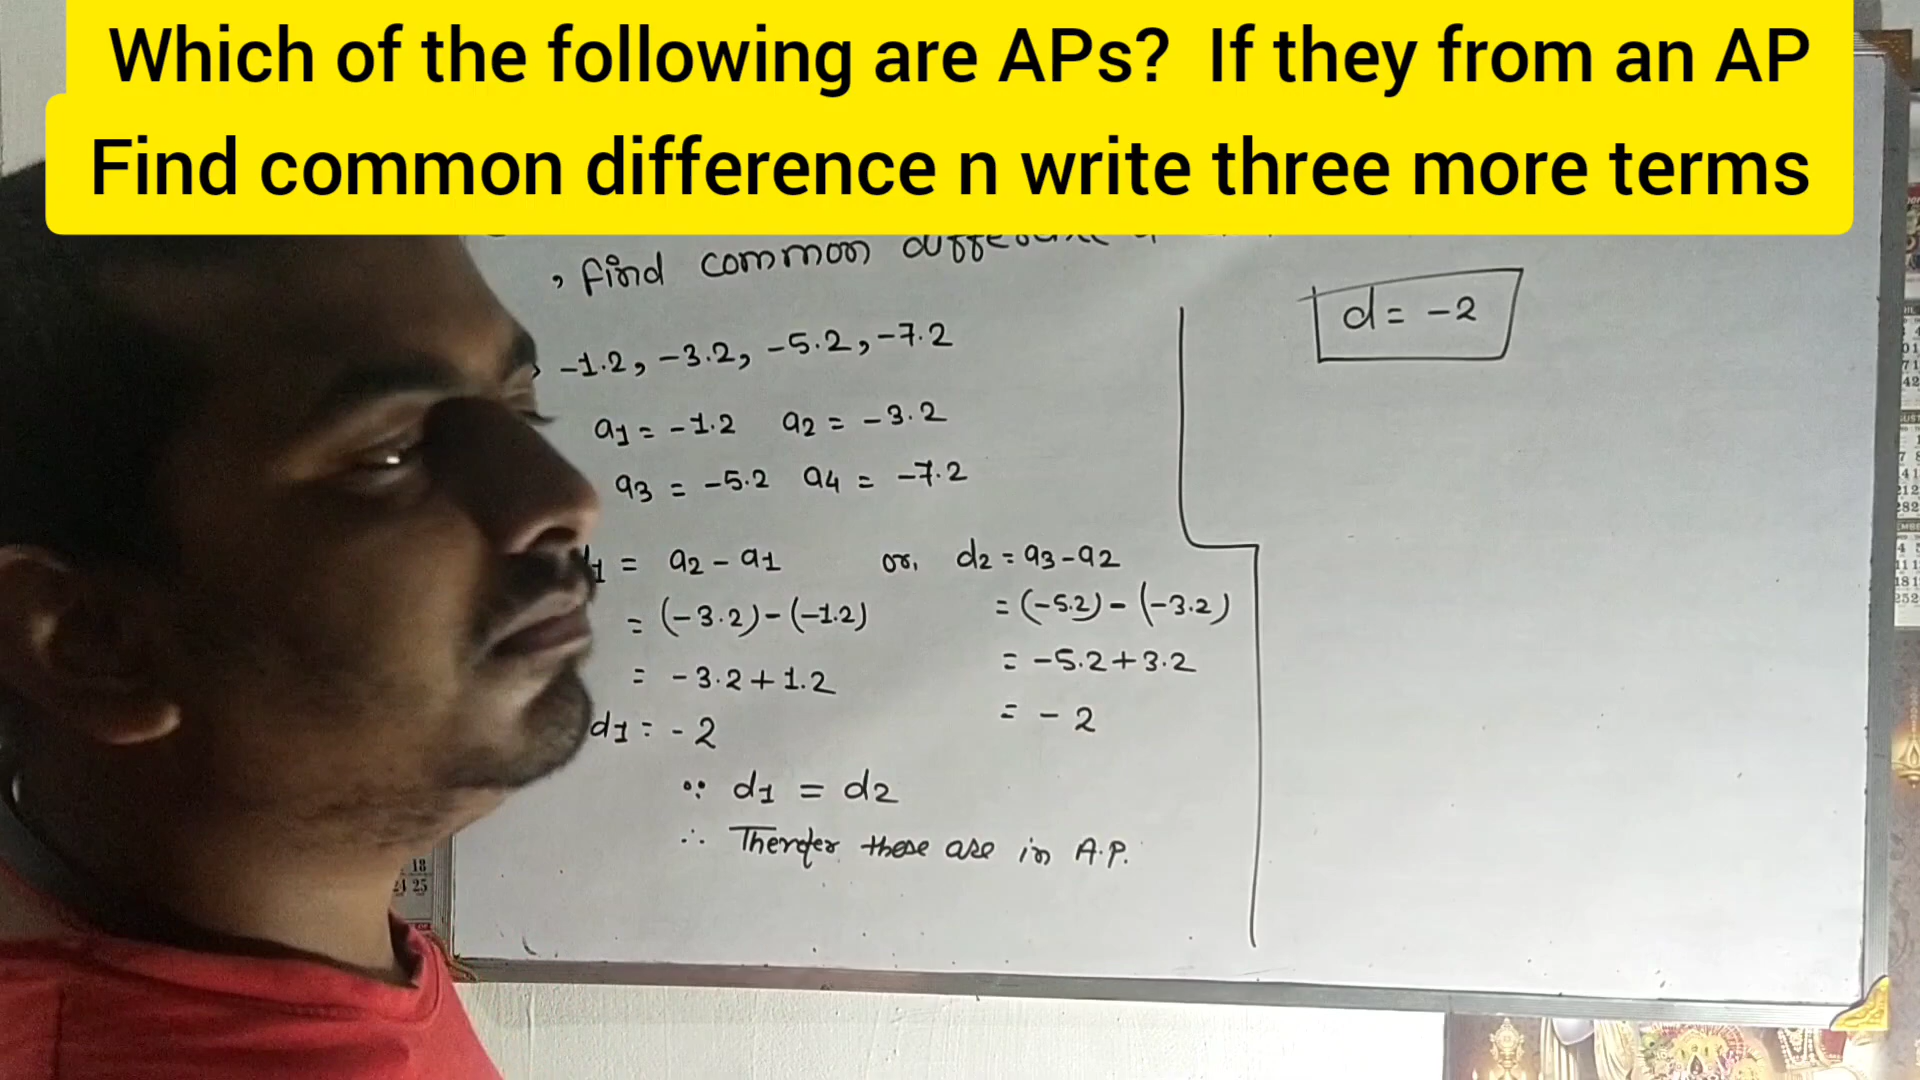 Which of the following are APs? If they from an AP
Find common difference n write three more terms
, find common
-1.2, -3.2, -5.2, -7.2
a1 = -1.2 a2 = -3.2
a3 = -5.2 a4 = -7.2
1 = a2 - a1 or, d2 = a3 - a2
= (-3.2) - (-1.2) = (-5.2) - (-3.2)
= -3.2 + 1.2 = -5.2 + 3.2
d1 = -2 = -2
∵ d1 = d2
∴ these are in A.P.
d = -2
18
25